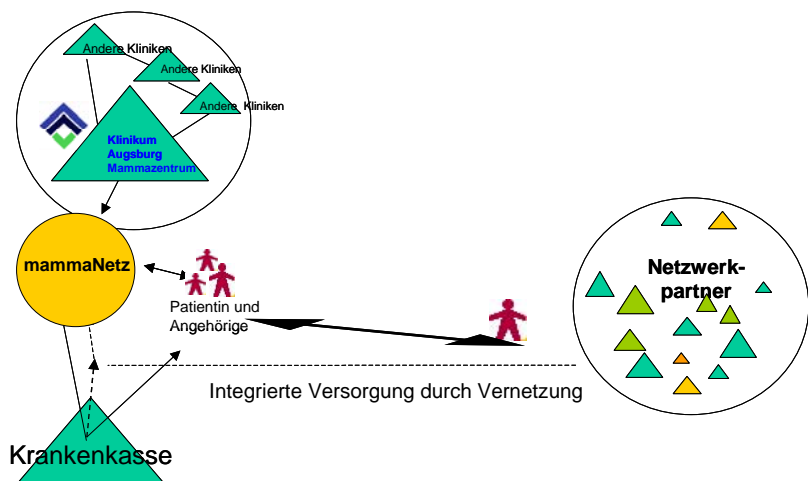 Andere Kliniken
Andere Kliniken
Andere Kliniken
Klinikum
Augsburg
Mammazentrum
mammaNetz
Patientin und
Angehörige
Netzwerk-
partner
Integrierte Versorgung durch Vernetzung
Krankenkasse